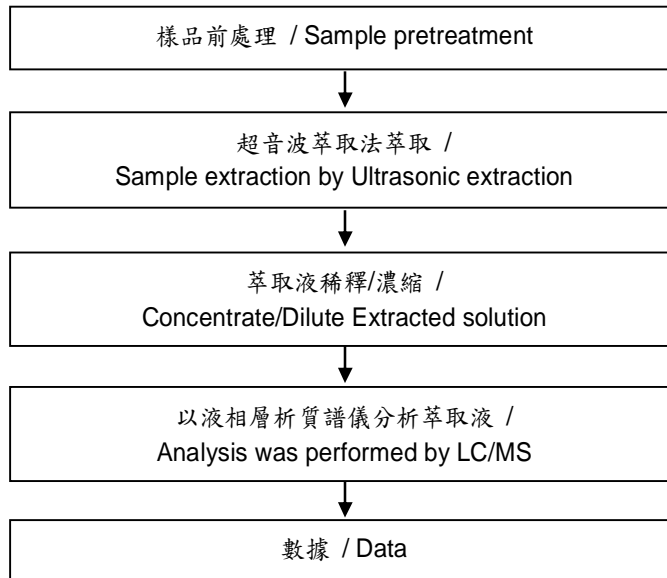 樣品前處理 / Sample pretreatment
超音波萃取法萃取 /
Sample extraction by Ultrasonic extraction
萃取液稀釋/濃縮 /
Concentrate/Dilute Extracted solution
以液相層析質譜儀分析萃取液 /
Analysis was performed by LC/MS
數據 / Data